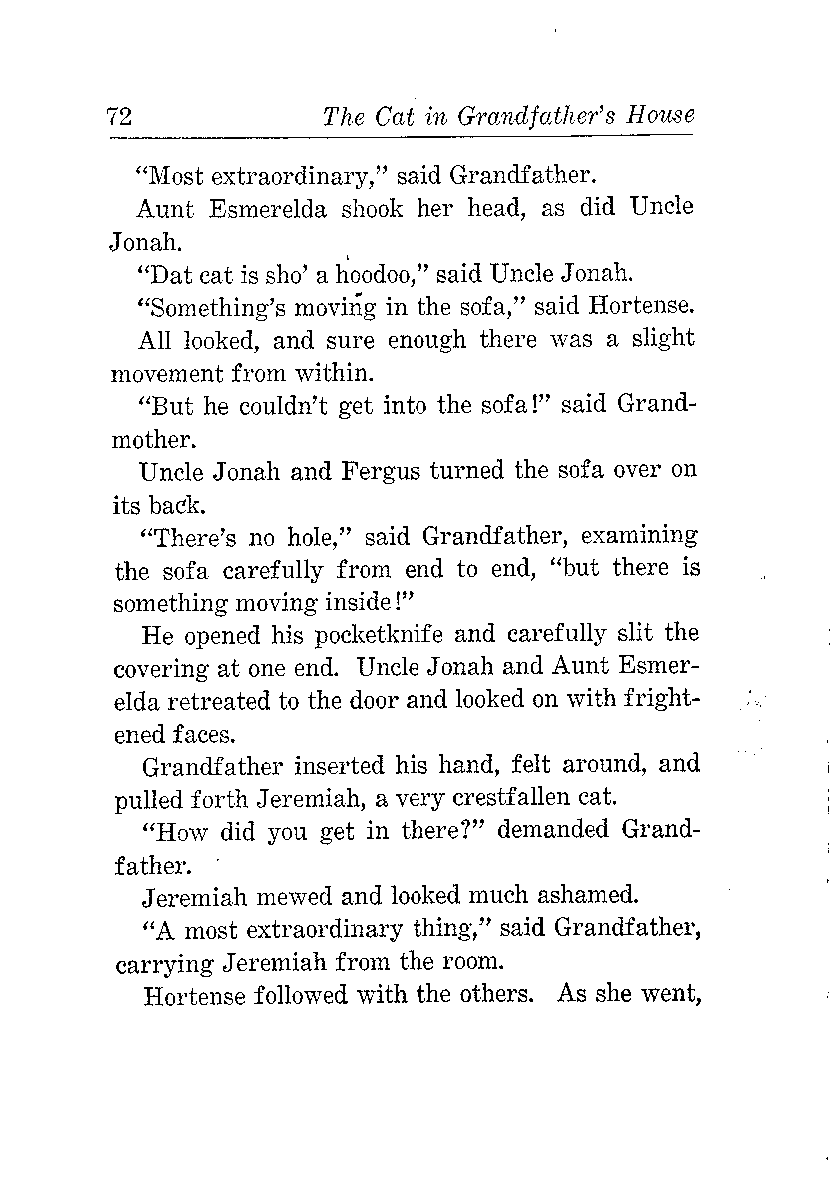 72 The Cat in Grandfather's House
“Most extraordinary,” said Grandfather.
Aunt Esmerelda shook her head, as did Uncle
Jonah.
“Dat cat is sho’ a hoodoo,” said Uncle Jonah.
“Something’s moving in the sofa,” said Hortense.
All looked, and sure enough there was a slight
movement from within.
“But he couldn’t get into the sofa!” said Grand-
mother.
Uncle Jonah and Fergus turned the sofa over on
its back.
“There’s no hole,” said Grandfather, examining
the sofa carefully from end to end, “but there is
something moving inside!”
He opened his pocketknife and carefully slit the
covering at one end. Uncle Jonah and Aunt Esmer-
elda retreated to the door and looked on with fright-
ened faces.
Grandfather inserted his hand, felt around, and
pulled forth Jeremiah, a very crestfallen cat.
“How did you get in there?” demanded Grand-
father.
Jeremiah mewed and looked much ashamed.
“A most extraordinary thing,” said Grandfather,
carrying Jeremiah from the room.
Hortense followed with the others. As she went,